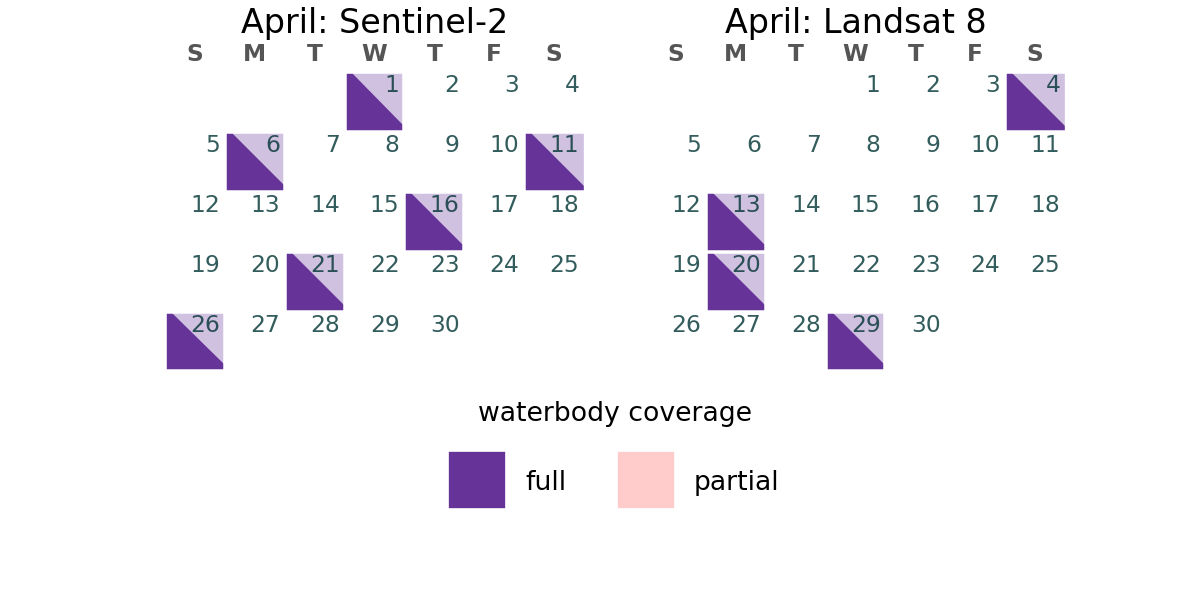 April: Sentinel-2
S M T W T F S
1 2 3 4
5 6 7 8 9 10 11
12 13 14 15 16 17 18
19 20 21 22 23 24 25
26 27 28 29 30
April: Landsat 8
S M T W T F S
1 2 3 4
5 6 7 8 9 10 11
12 13 14 15 16 17 18
19 20 21 22 23 24 25
26 27 28 29 30
waterbody coverage
full
partial